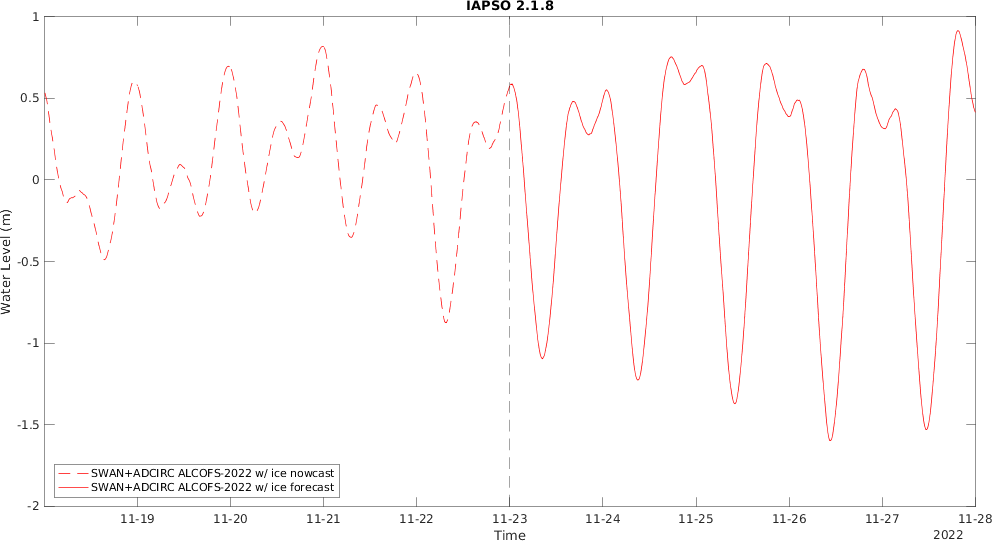 IAPSO 2.1.8
1
0.5
0
-0.5
-1
-1.5
-2
Water Level (m)
SWAN+ADCIRC ALCOFS-2022 w/ ice nowcast
SWAN+ADCIRC ALCOFS-2022 w/ ice forecast
11-19 11-20 11-21 11-22 11-23 11-24 11-25 11-26 11-27 11-28
Time
2022